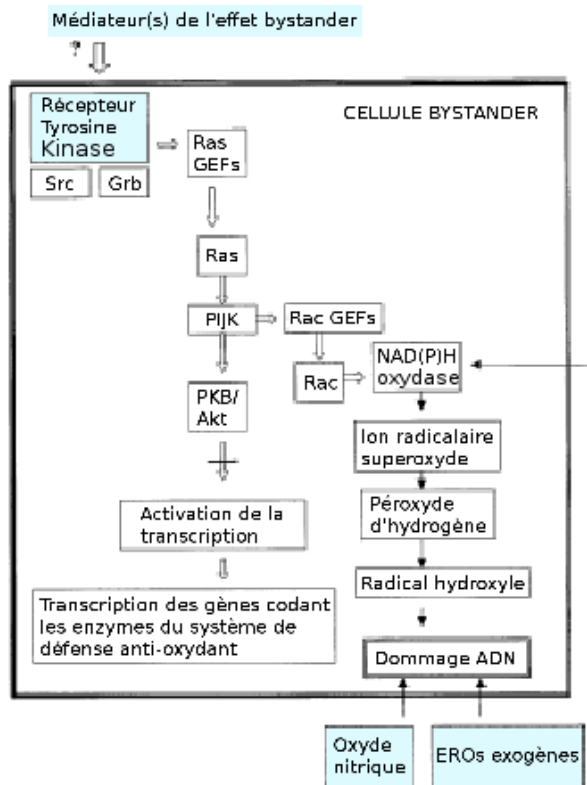 Médiateur(s) de l'effet bystander
?
CELLULE BYSTANDER
Récepteur
Tyrosine
Kinase
Src
Grb
Ras
GEFs
Ras
PIJK
Rac GEFs
Rac
NAD(P)H
oxydase
PKB/
Akt
Ion radicalaire
superoxyde
Activation de la
transcription
Péroxyde
d'hydrogène
Radical hydroxyle
Transcription des gènes codant
les enzymes du système de
défense anti-oxydant
Dommage ADN
Oxyde
nitrique
EROs exogènes